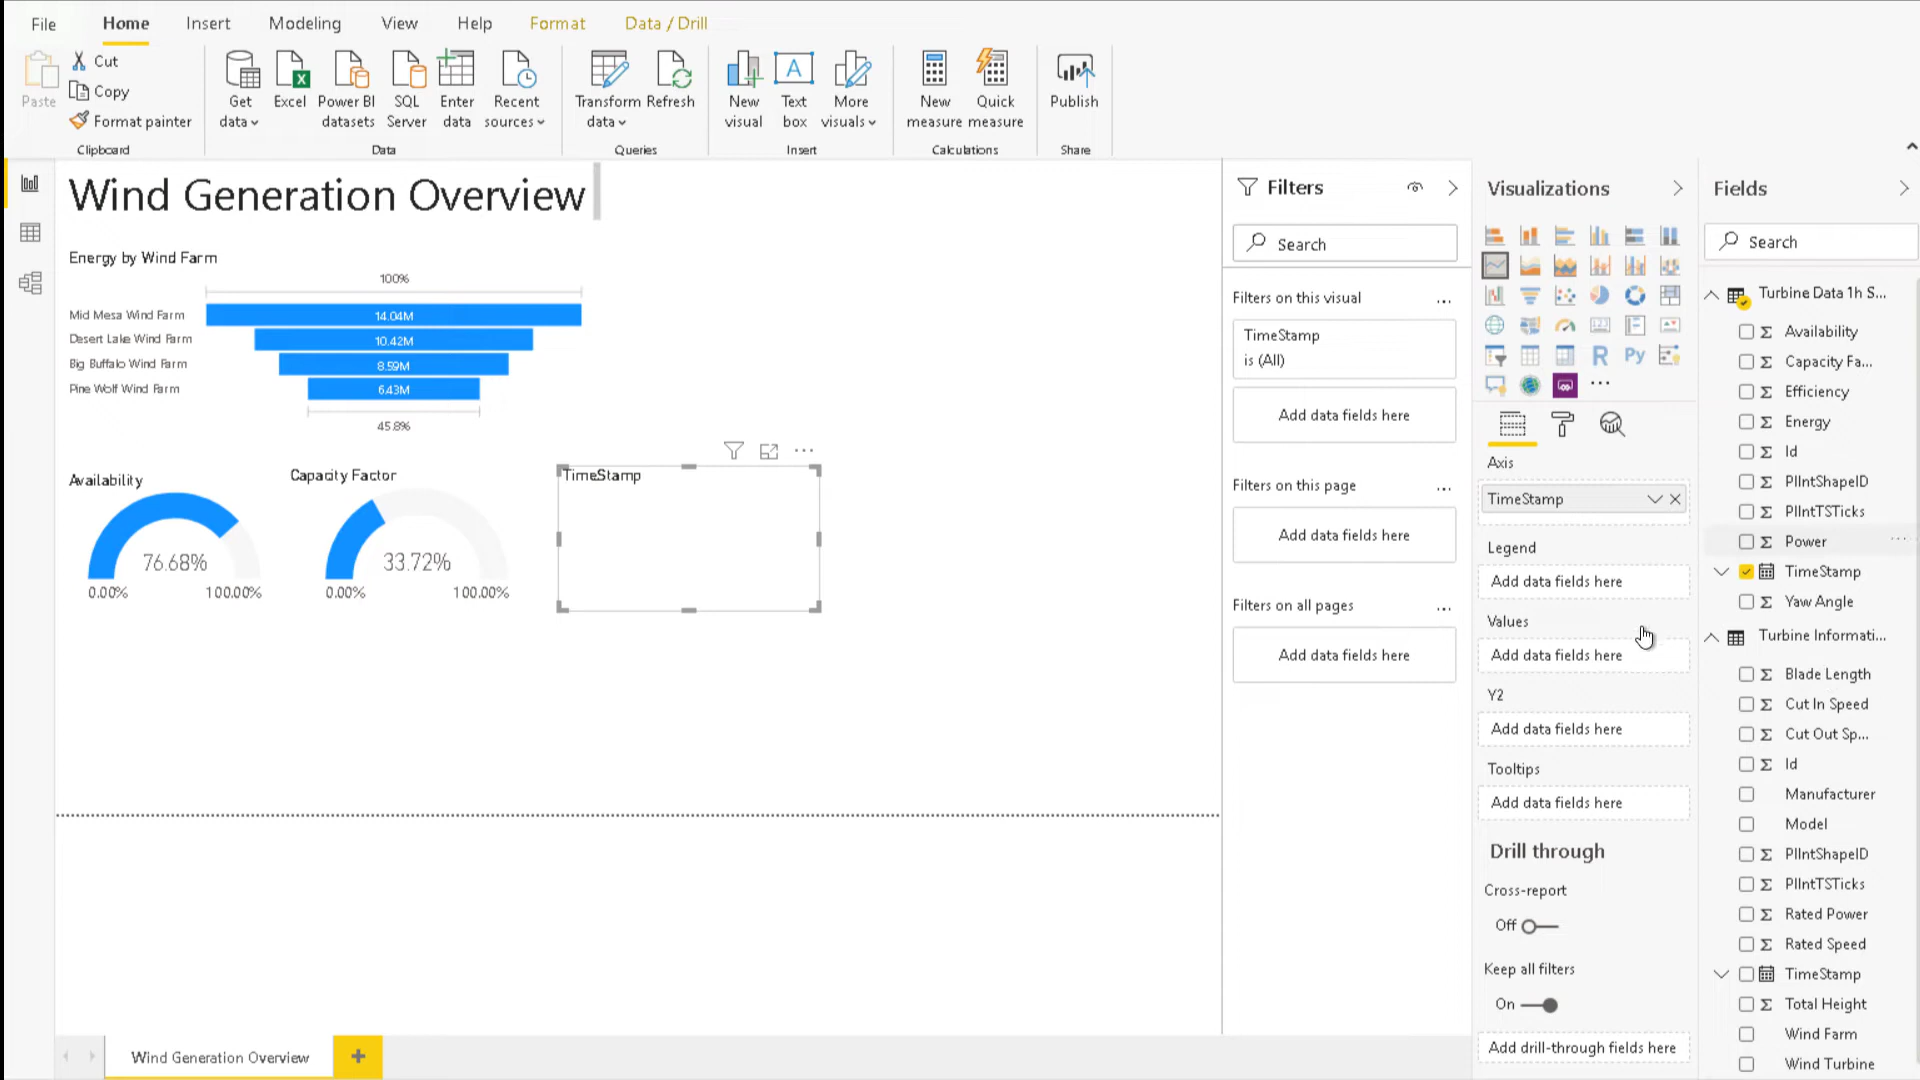 File Home Insert Modeling View Help Format Data / Drill
Paste
Cut
Copy
Format painter
Clipboard
Get data
Excel
Power BI datasets
SQL Server
Enter data
Recent sources
Data
Transform data
Refresh
Queries
New visual
A
Text box
More visuals
Insert
New measure
Quick measure
Calculations
Publish
Share
Wind Generation Overview
Energy by Wind Farm
100%
Mid Mesa Wind Farm 14.04M
Desert Lake Wind Farm 10.42M
Big Buffalo Wind Farm 8.59M
Pine Wolf Wind Farm 6.43M
45.8%
Availability
76.68%
0.00% 100.00%
Capacity Factor
33.72%
0.00% 100.00%
TimeStamp
Wind Generation Overview
Filters
Search
Filters on this visual ...
TimeStamp
is (All)
Add data fields here
Filters on this page ...
Add data fields here
Filters on all pages ...
Add data fields here
Visualizations
123
R
Py
Axis
TimeStamp
Legend
Add data fields here
Values
Add data fields here
Y2
Add data fields here
Tooltips
Add data fields here
Drill through
Cross-report
Off
Keep all filters
On
Add drill-through fields here
Fields
Search
Turbine Data 1h S...
Availability
Capacity Fa...
Efficiency
Energy
Id
PIIntShapeID
PIIntTSTicks
Power
TimeStamp
Yaw Angle
Turbine Informati...
Blade Length
Cut In Speed
Cut Out Sp...
Id
Manufacturer
Model
PIIntShapeID
PIIntTSTicks
Rated Power
Rated Speed
TimeStamp
Total Height
Wind Farm
Wind Turbine